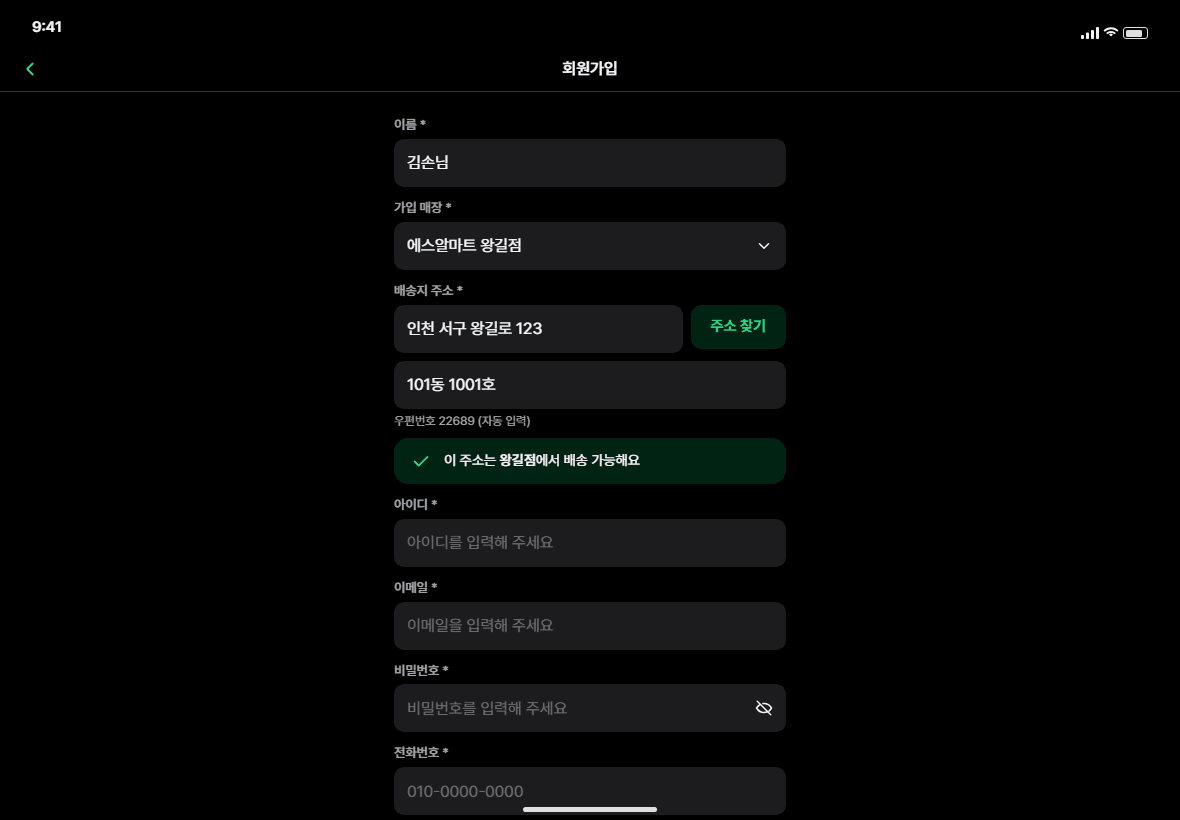 9:41
회원가입
이름 *
김손님
가입 매장 *
에스알마트 왕길점
배송지 주소 *
인천 서구 왕길로 123
주소 찾기
101동 1001호
우편번호 22689 (자동 입력)
이 주소는 왕길점에서 배송 가능해요
아이디 *
아이디를 입력해 주세요
이메일 *
이메일을 입력해 주세요
비밀번호 *
비밀번호를 입력해 주세요
전화번호 *
010-0000-0000